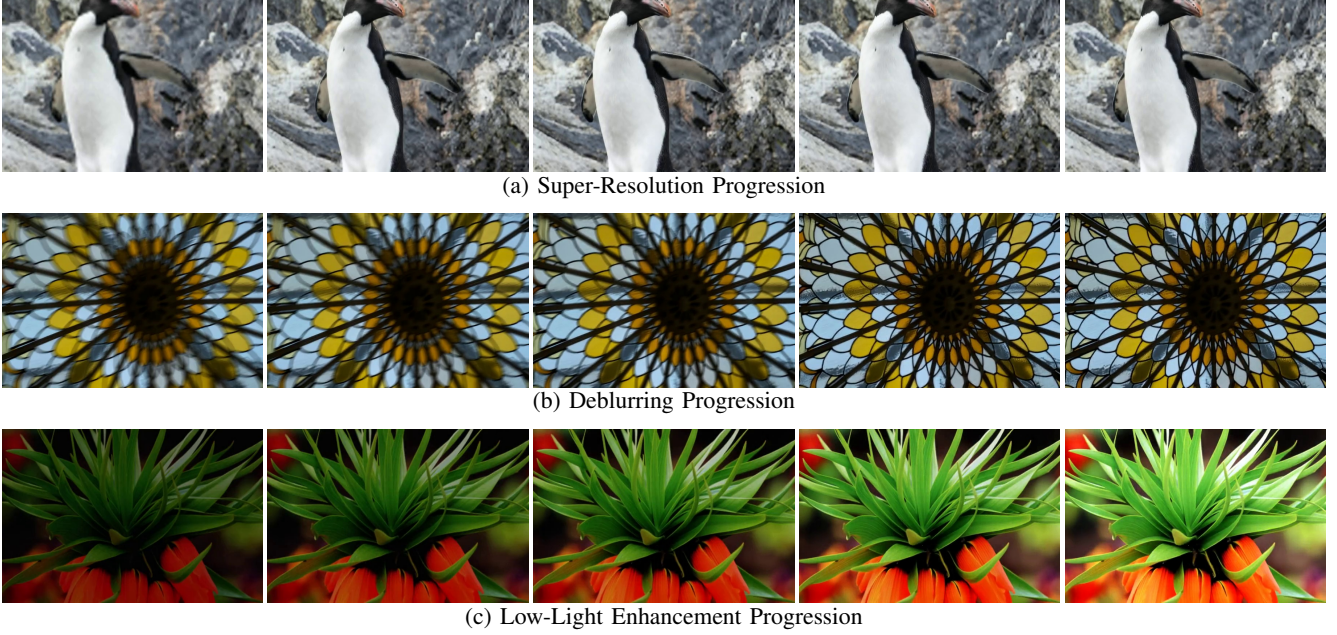 (a) Super-Resolution Progression
(b) Deblurring Progression
(c) Low-Light Enhancement Progression